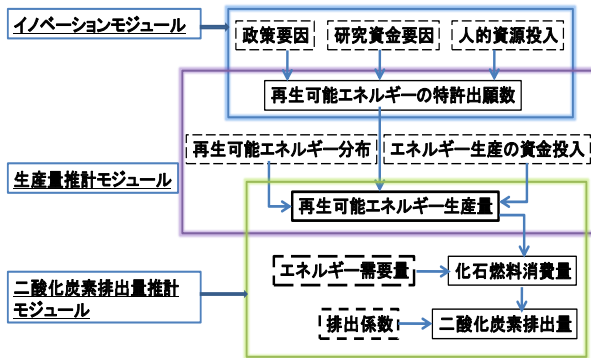 イノベーションモジュール
政策要因
研究資金要因
人的資源投入
再生可能エネルギーの特許出願数
再生可能エネルギー分布
エネルギー生産の資金投入
生産量推計モジュール
再生可能エネルギー生産量
エネルギー需要量
化石燃料消費量
二酸化炭素排出量推計
モジュール
排出係数
二酸化炭素排出量